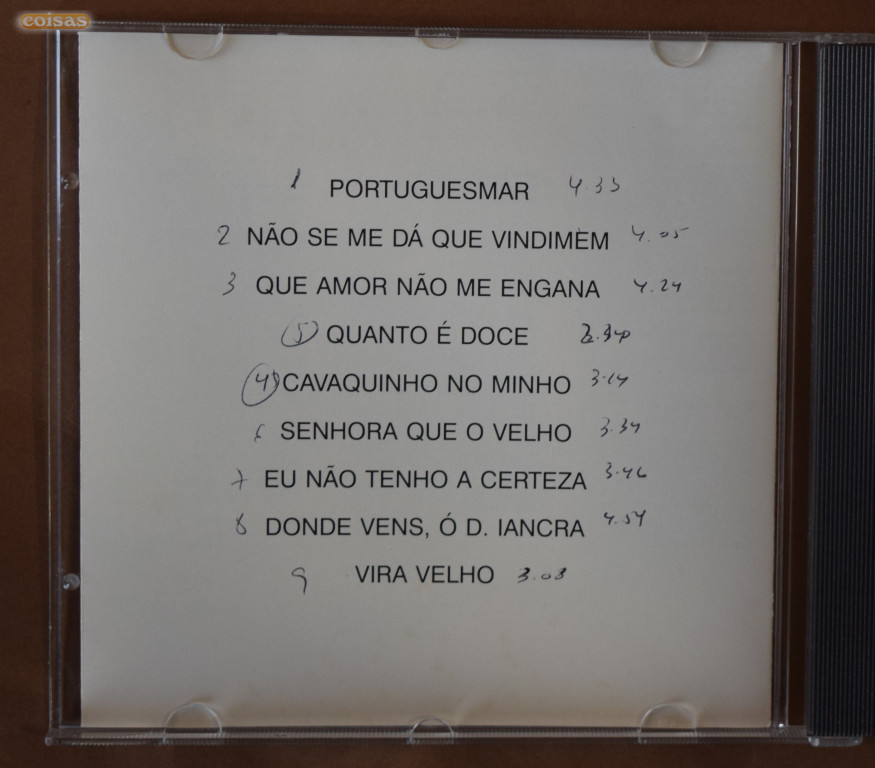 coisas
1 PORTUGUESMAR 4.33
2 NÃO SE ME DÁ QUE VINDIMEM 4.05
3 QUE AMOR NÃO ME ENGANA 4.24
5 QUANTO É DOCE
4 CAVAQUINHO NO MINHO 3.14
6 SENHORA QUE O VELHO 3.34
7 EU NÃO TENHO A CERTEZA 3.46
8 DONDE VENS, Ó D. IANCRA 4.54
9 VIRA VELHO 3.03